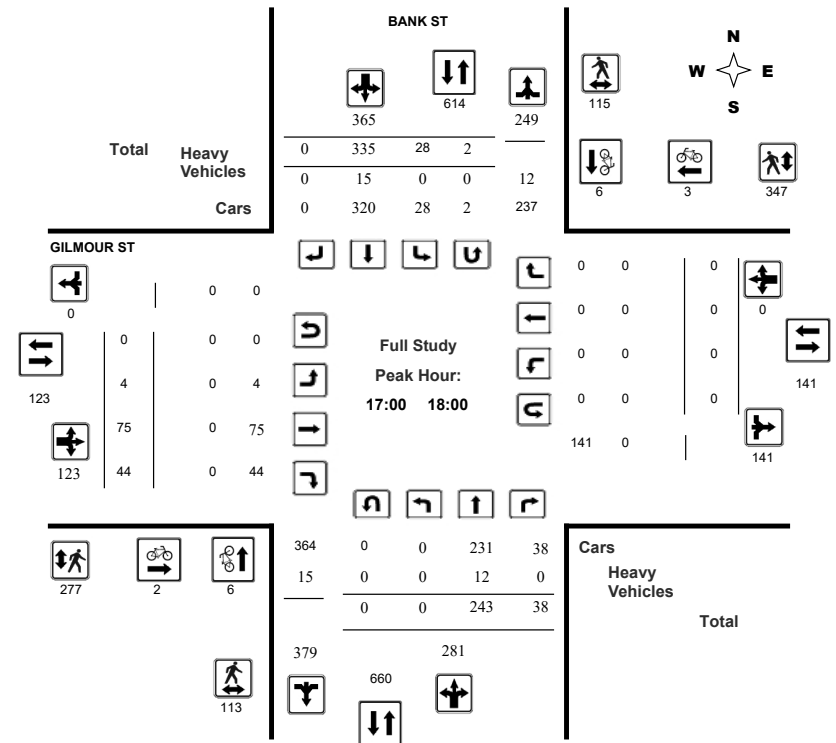 BANK ST
N
W E
S
365 614 249 115
Total Heavy Vehicles
0 335 28 2
0 15 0 0 12
Cars 0 320 28 2 237
6 3 347
GILMOUR ST
0 0 0
0 0 0
123
4 0 4
75 0 75
123 44 0 44
Full Study
Peak Hour:
17:00 18:00
0 0 0
0 0 0 0
0 0 0
141
0 0 0
141 0
141
277 2 6
364 0 0 231 38 Cars
15 0 0 12 0 Heavy
Vehicles
0 0 243 38 Total
379 281
660
113